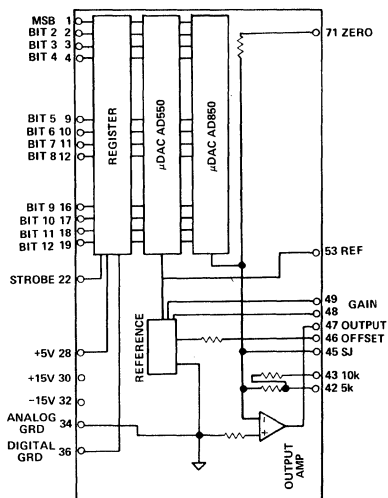 MSB 1
BIT 2 2
BIT 3 3
BIT 4 4
BIT 5 9
BIT 6 10
BIT 7 11
BIT 8 12
BIT 9 16
BIT 10 17
BIT 11 18
BIT 12 19
STROBE 22
+5V 28
+15V 30
-15V 32
ANALOG
GRD 34
DIGITAL
GRD 36
REGISTER
μDAC AD550
μDAC AD850
REFERENCE
71 ZERO
53 REF
49
GAIN
48
47 OUTPUT
46 OFFSET
45 SJ
43 10k
42 5k
-
+
OUTPUT
AMP